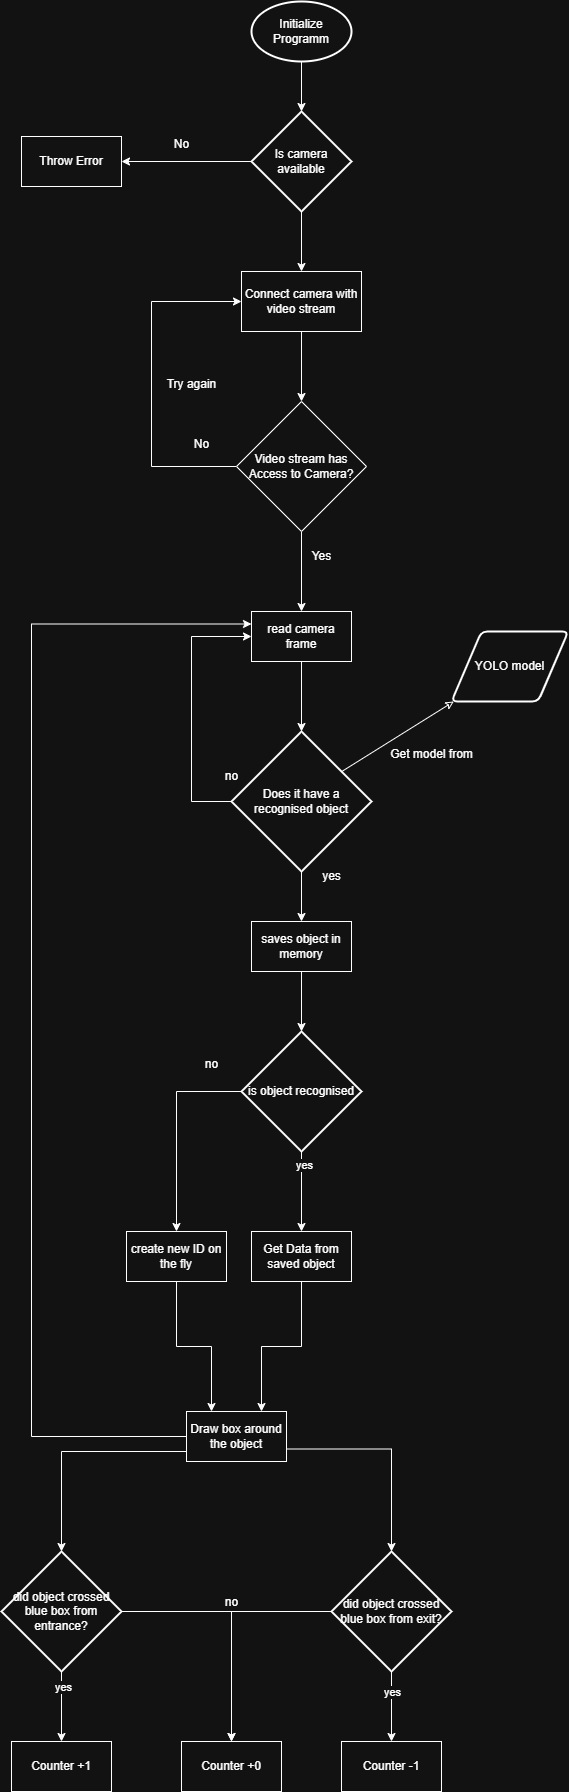 Initialize
Programm
Is camera
available
No
Throw Error
Connect camera with
video stream
Try again
No
Video stream has
Access to Camera?
Yes
read camera
frame
YOLO model
Get model from
no
Does it have a
recognised object
yes
saves object in
memory
no
is object recognised
yes
create new ID on
the fly
Get Data from
saved object
Draw box around
the object
did object crossed
blue box from
entrance?
no
did object crossed
blue box from exit?
yes
yes
Counter +1
Counter +0
Counter -1